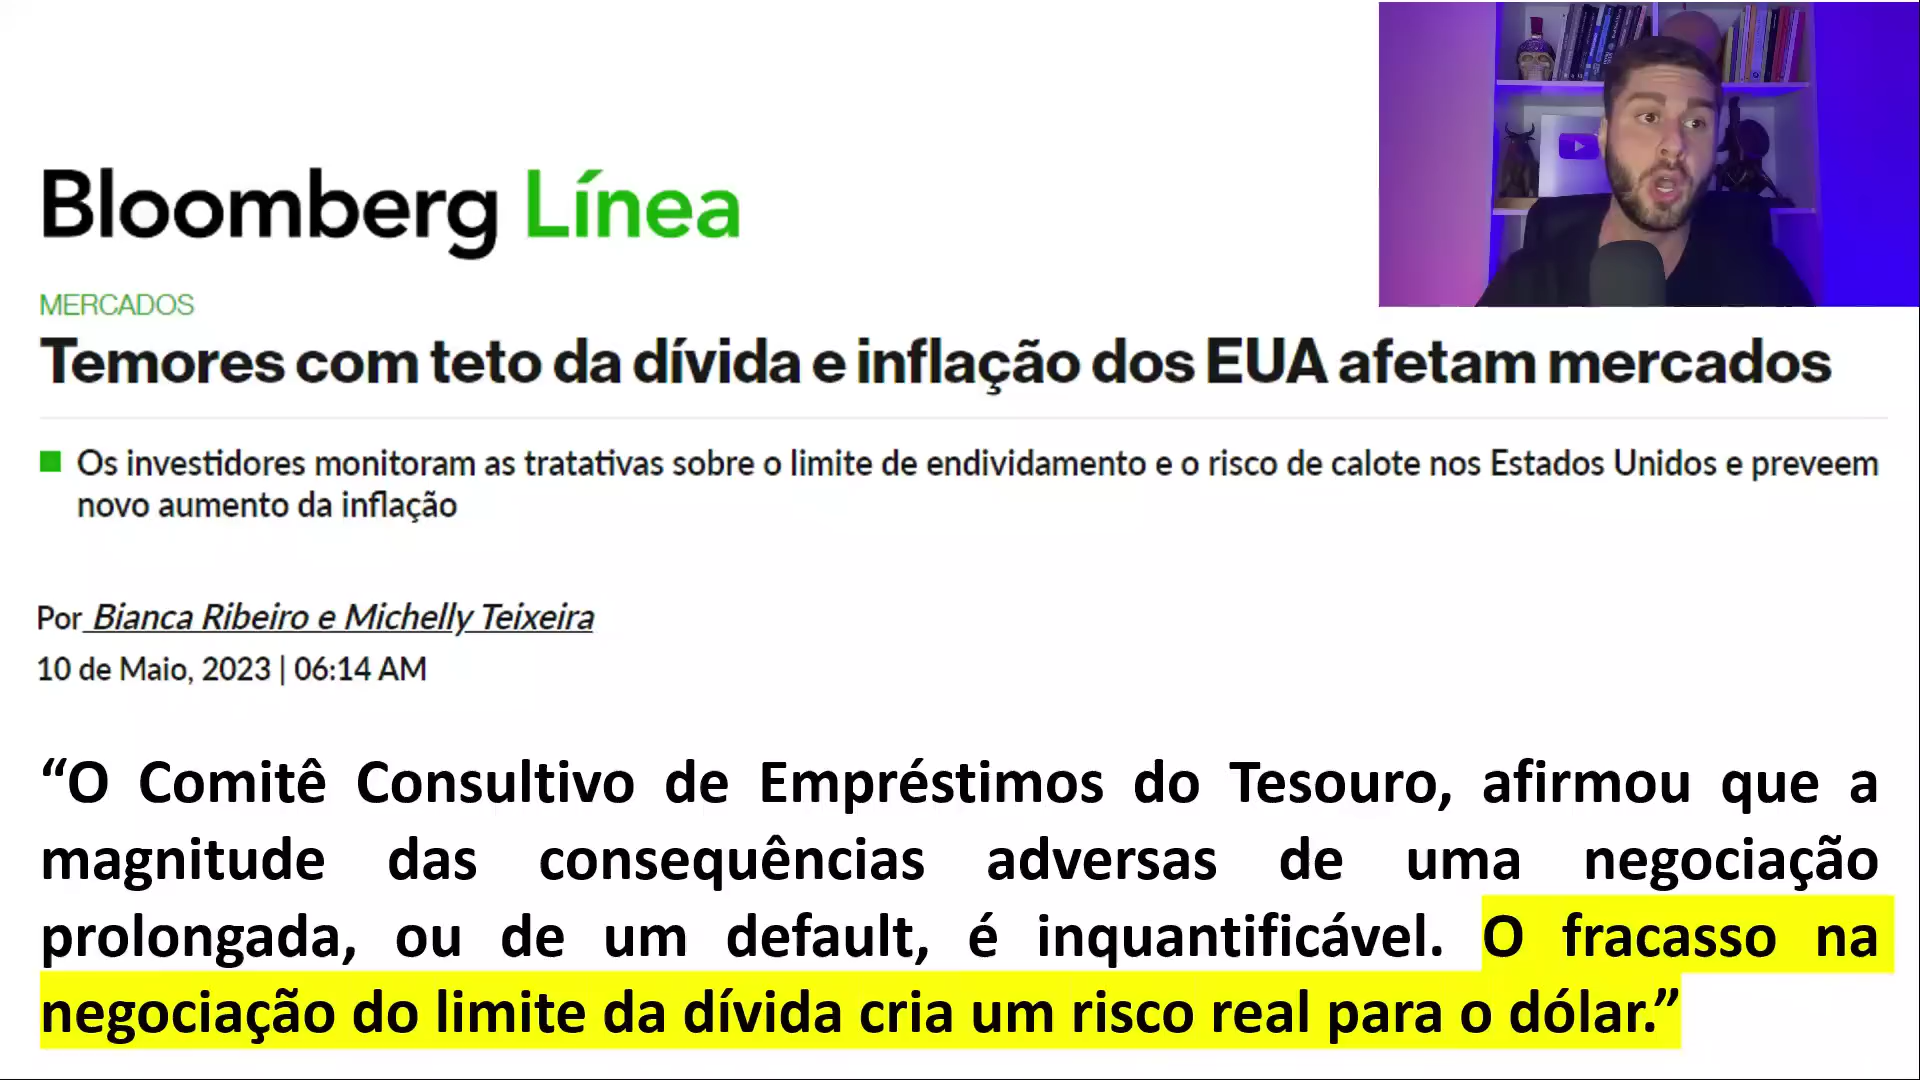 Bloomberg Línea
MERCADOS
Temores com teto da dívida e inflação dos EUA afetam mercados
Os investidores monitoram as tratativas sobre o limite de endividamento e o risco de calote nos Estados Unidos e preveem
novo aumento da inflação
Por Bianca Ribeiro e Michelly Teixeira
10 de Maio, 2023 | 06:14 AM
“O Comitê Consultivo de Empréstimos do Tesouro, afirmou que a
magnitude das consequências adversas de uma negociação
prolongada, ou de um default, é inquantificável. O fracasso na
negociação do limite da dívida cria um risco real para o dólar.”